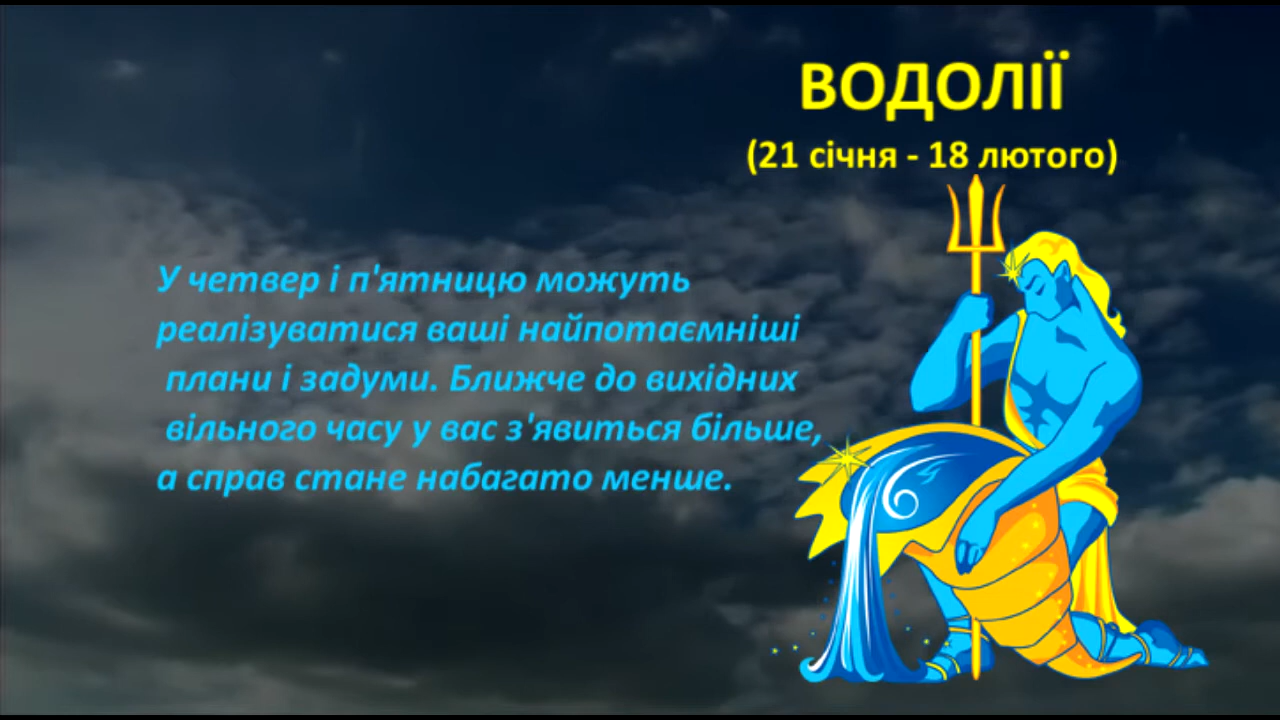 ВОДОЛІЇ
(21 січня - 18 лютого)
У четвер і п'ятницю можуть
реалізуватися ваші найпотаємніші
плани і задуми. Ближче до вихідних
вільного часу у вас з'явиться більше,
а справ стане набагато менше.